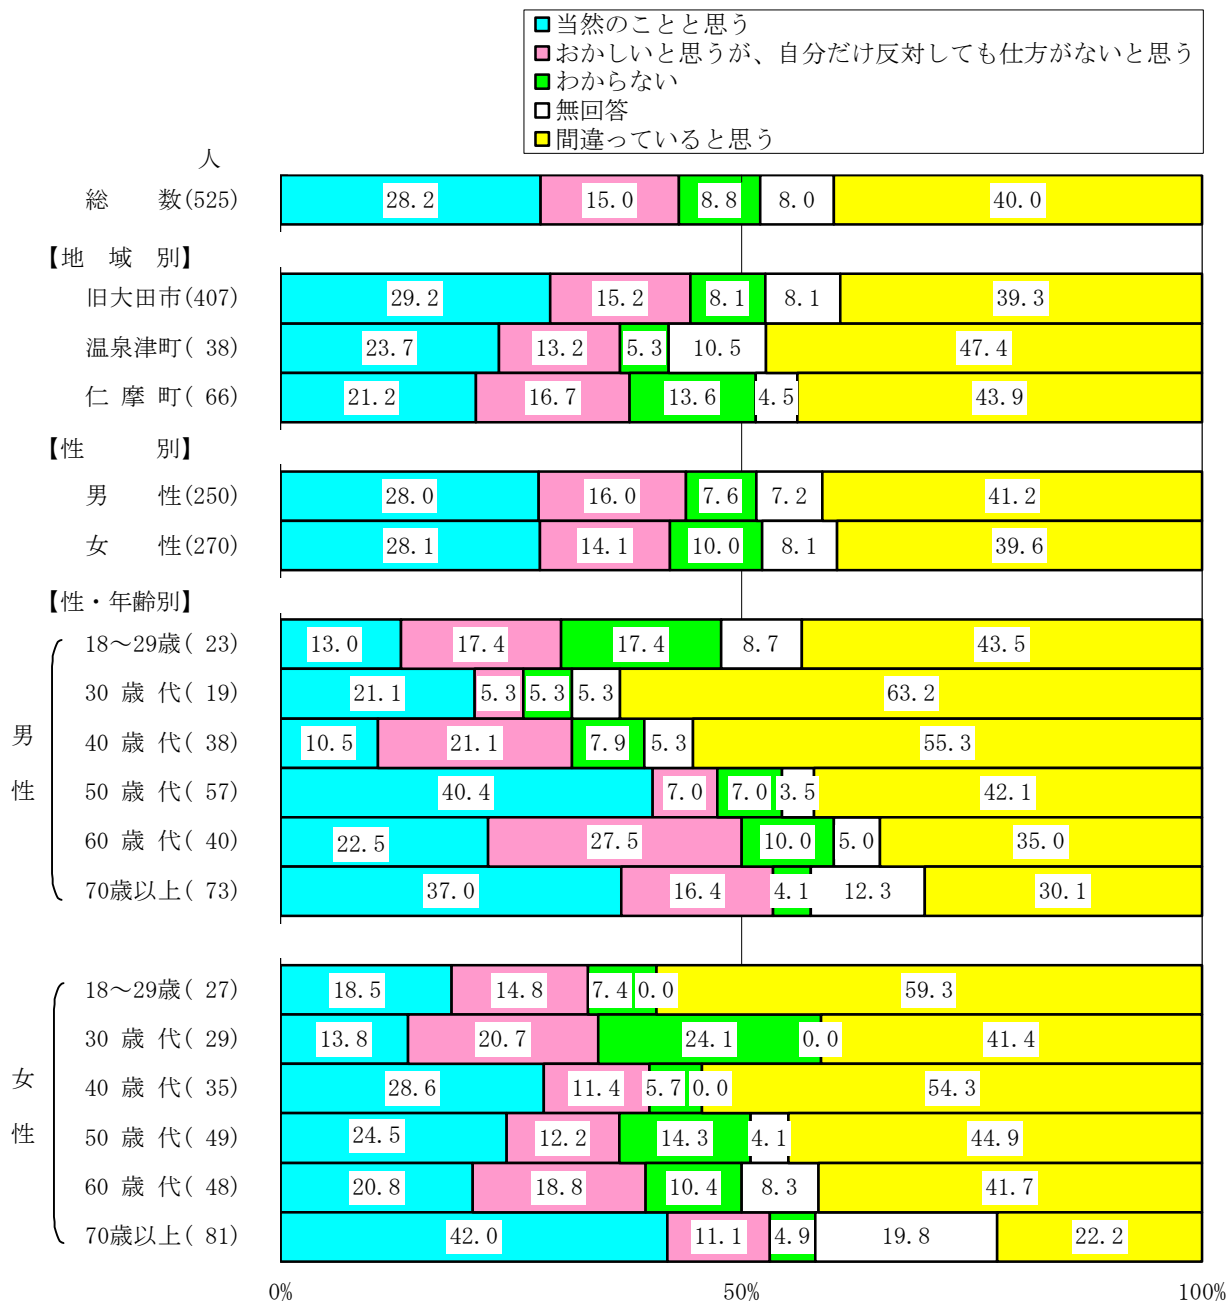 当然のことと思う
おかしいと思うが、自分だけ反対しても仕方がないと思う
わからない
無回答
間違っていると思う
人
総　数(525) 28.2 15.0 8.8 8.0 40.0
【地　域　別】
旧大田市(407) 29.2 15.2 8.1 8.1 39.3
温泉津町( 38) 23.7 13.2 5.3 10.5 47.4
仁 摩 町( 66) 21.2 16.7 13.6 4.5 43.9
【性　　別】
男　性(250) 28.0 16.0 7.6 7.2 41.2
女　性(270) 28.1 14.1 10.0 8.1 39.6
【性・年齢別】
男性
18～29歳( 23) 13.0 17.4 17.4 8.7 43.5
30 歳 代( 19) 21.1 5.3 5.3 5.3 63.2
40 歳 代( 38) 10.5 21.1 7.9 5.3 55.3
50 歳 代( 57) 40.4 7.0 7.0 3.5 42.1
60 歳 代( 40) 22.5 27.5 10.0 5.0 35.0
70歳以上( 73) 37.0 16.4 4.1 12.3 30.1
女性
18～29歳( 27) 18.5 14.8 7.4 0.0 59.3
30 歳 代( 29) 13.8 20.7 24.1 0.0 41.4
40 歳 代( 35) 28.6 11.4 5.7 0.0 54.3
50 歳 代( 49) 24.5 12.2 14.3 4.1 44.9
60 歳 代( 48) 20.8 18.8 10.4 8.3 41.7
70歳以上( 81) 42.0 11.1 4.9 19.8 22.2
0% 50% 100%